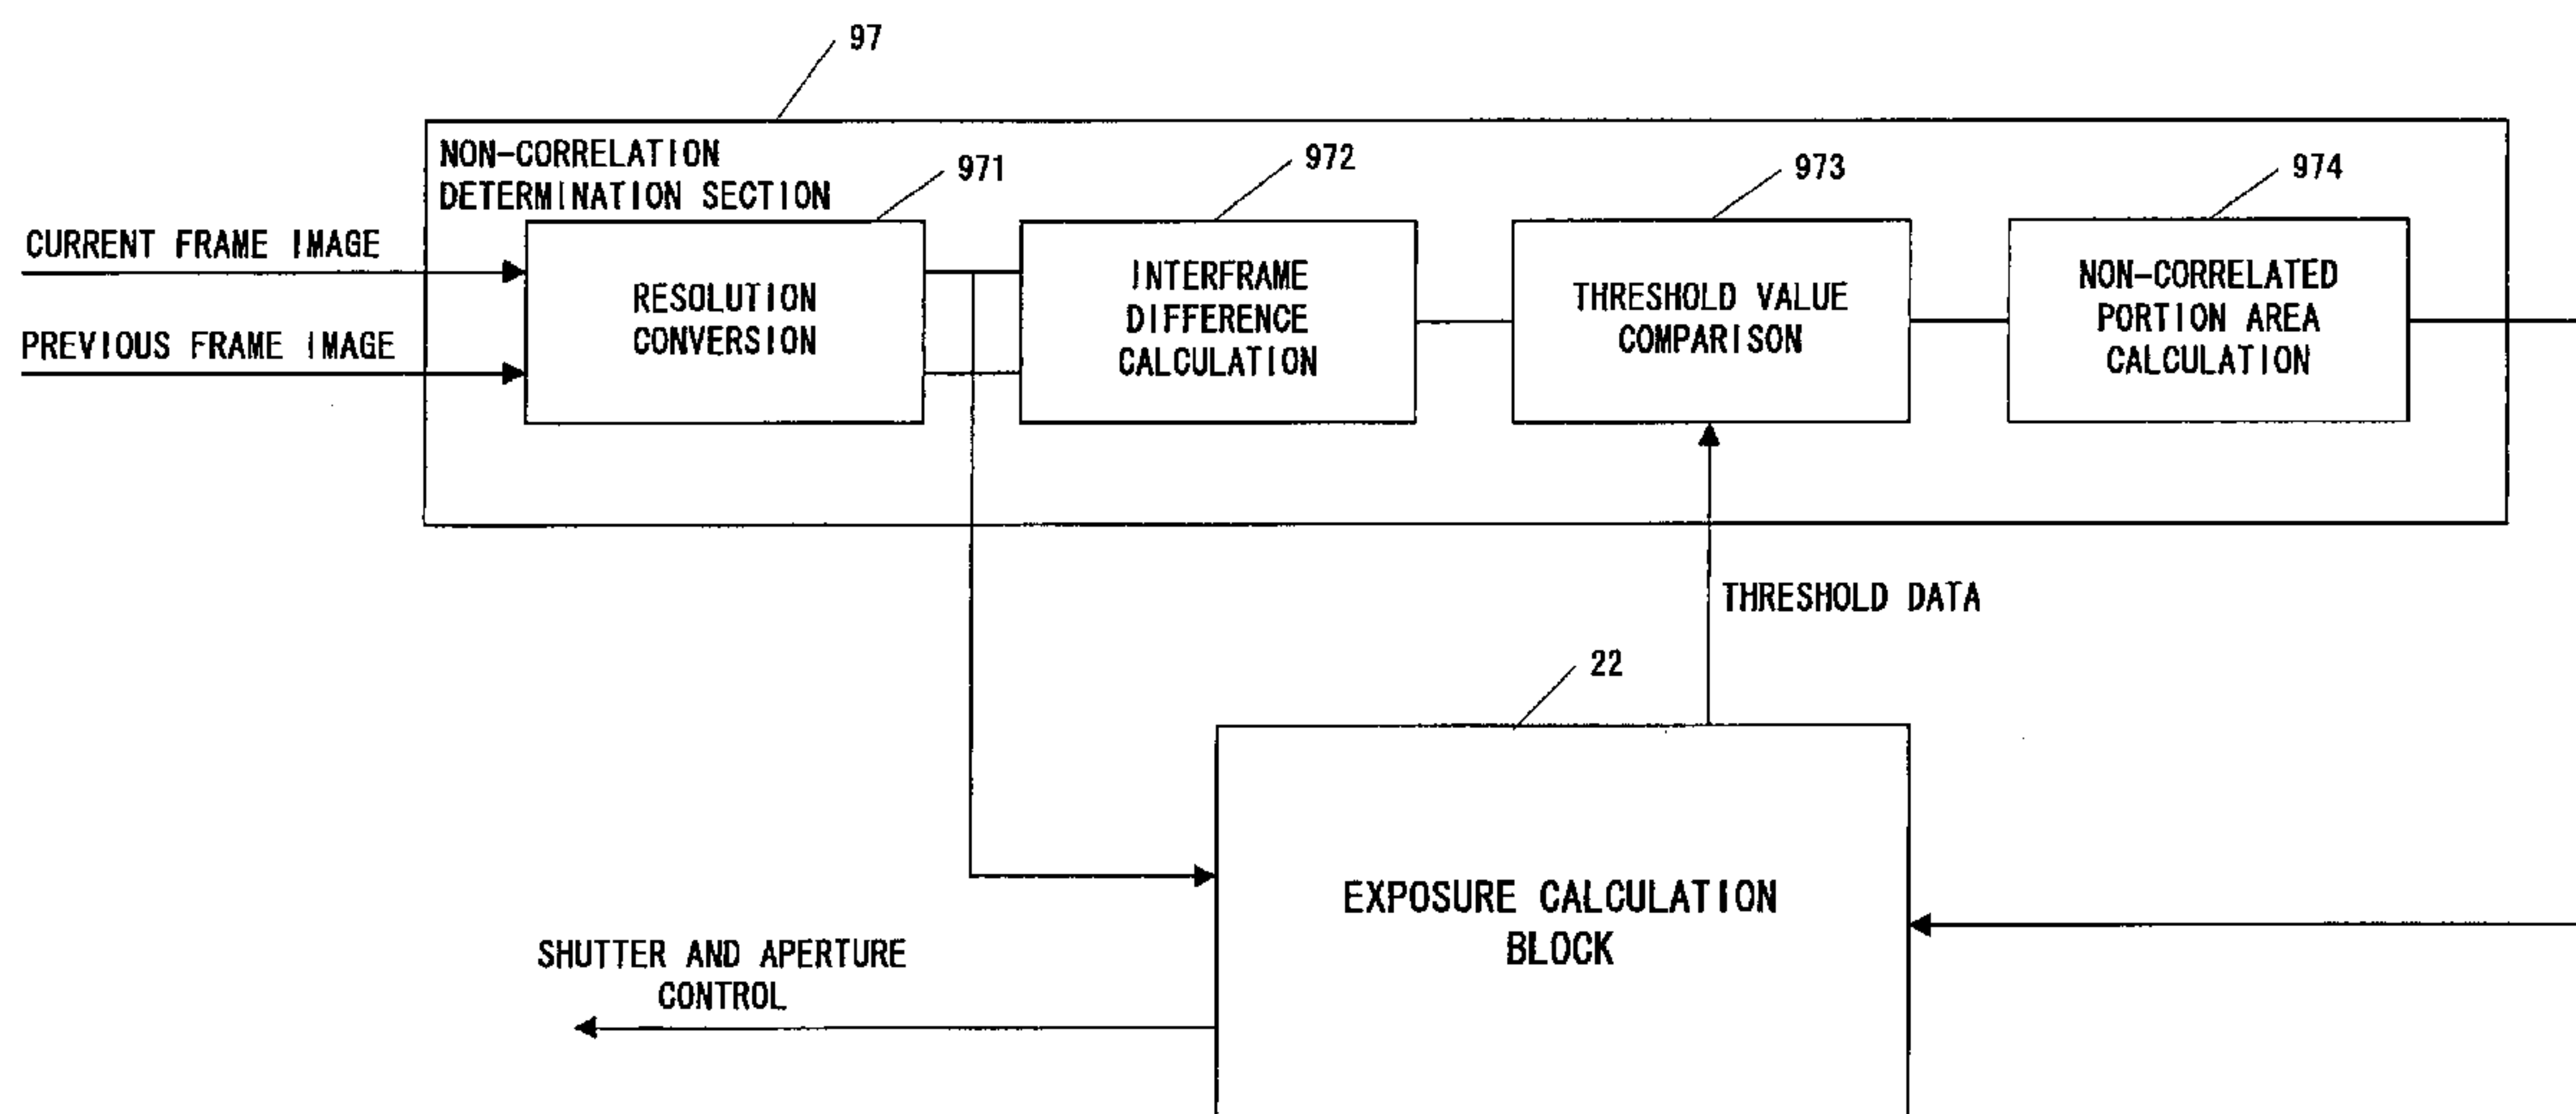 97
NON-CORRELATION
DETERMINATION SECTION
971
972
973
974
CURRENT FRAME IMAGE
PREVIOUS FRAME IMAGE
RESOLUTION
CONVERSION
INTERFRAME
DIFFERENCE
CALCULATION
THRESHOLD VALUE
COMPARISON
NON-CORRELATED
PORTION AREA
CALCULATION
THRESHOLD DATA
22
EXPOSURE CALCULATION
BLOCK
SHUTTER AND APERTURE
CONTROL